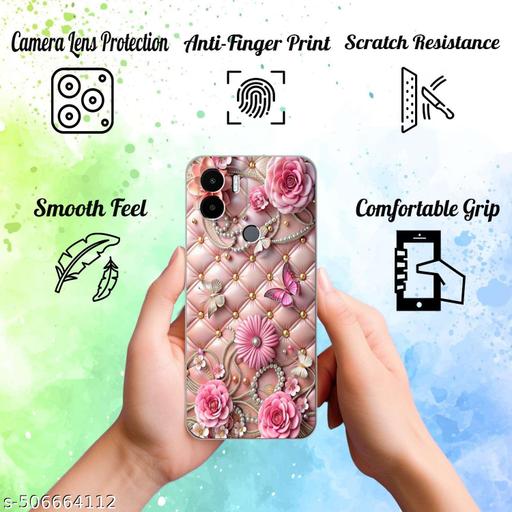 Camera Lens Protection
Anti-Finger Print
Scratch Resistance
Smooth Feel
Comfortable Grip
s-506664112